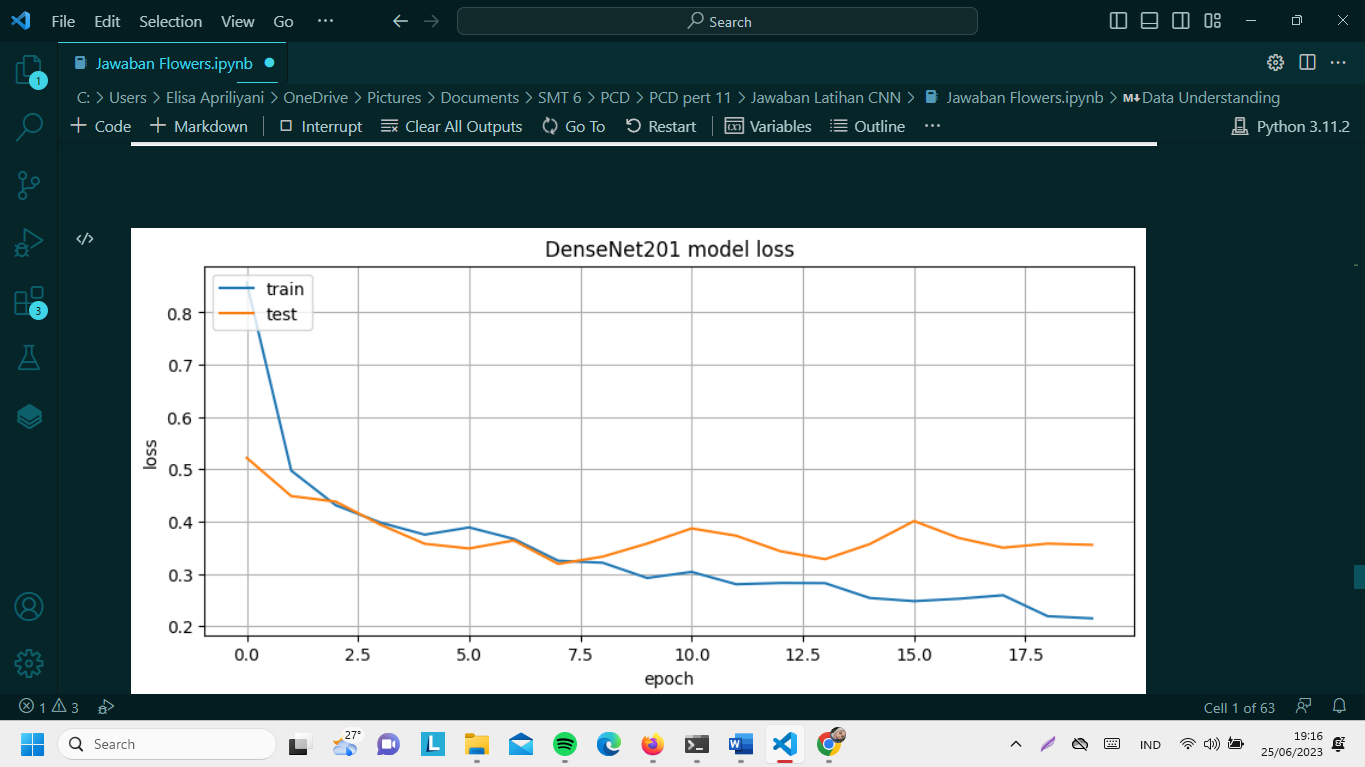 File Edit Selection View Go ··· Search
Jawaban Flowers.ipynb
C: > Users > Elisa Apriliyani > OneDrive > Pictures > Documents > SMT 6 > PCD > PCD pert 11 > Jawaban Latihan CNN > Jawaban Flowers.ipynb > M↓ Data Understanding
+ Code + Markdown Interrupt Clear All Outputs Go To Restart (x) Variables Outline ··· Python 3.11.2
1
3
</>
DenseNet201 model loss
train
test
0.8
0.7
0.6
0.5
0.4
0.3
0.2
loss
0.0 2.5 5.0 7.5 10.0 12.5 15.0 17.5
epoch
1 3 Cell 1 of 63
Search 27° L W IND 19:16
25/06/2023